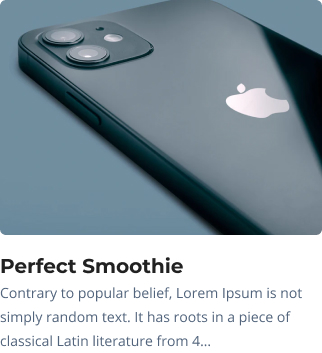 Perfect Smoothie
Contrary to popular belief, Lorem Ipsum is not
simply random text. It has roots in a piece of
classical Latin literature from 4...